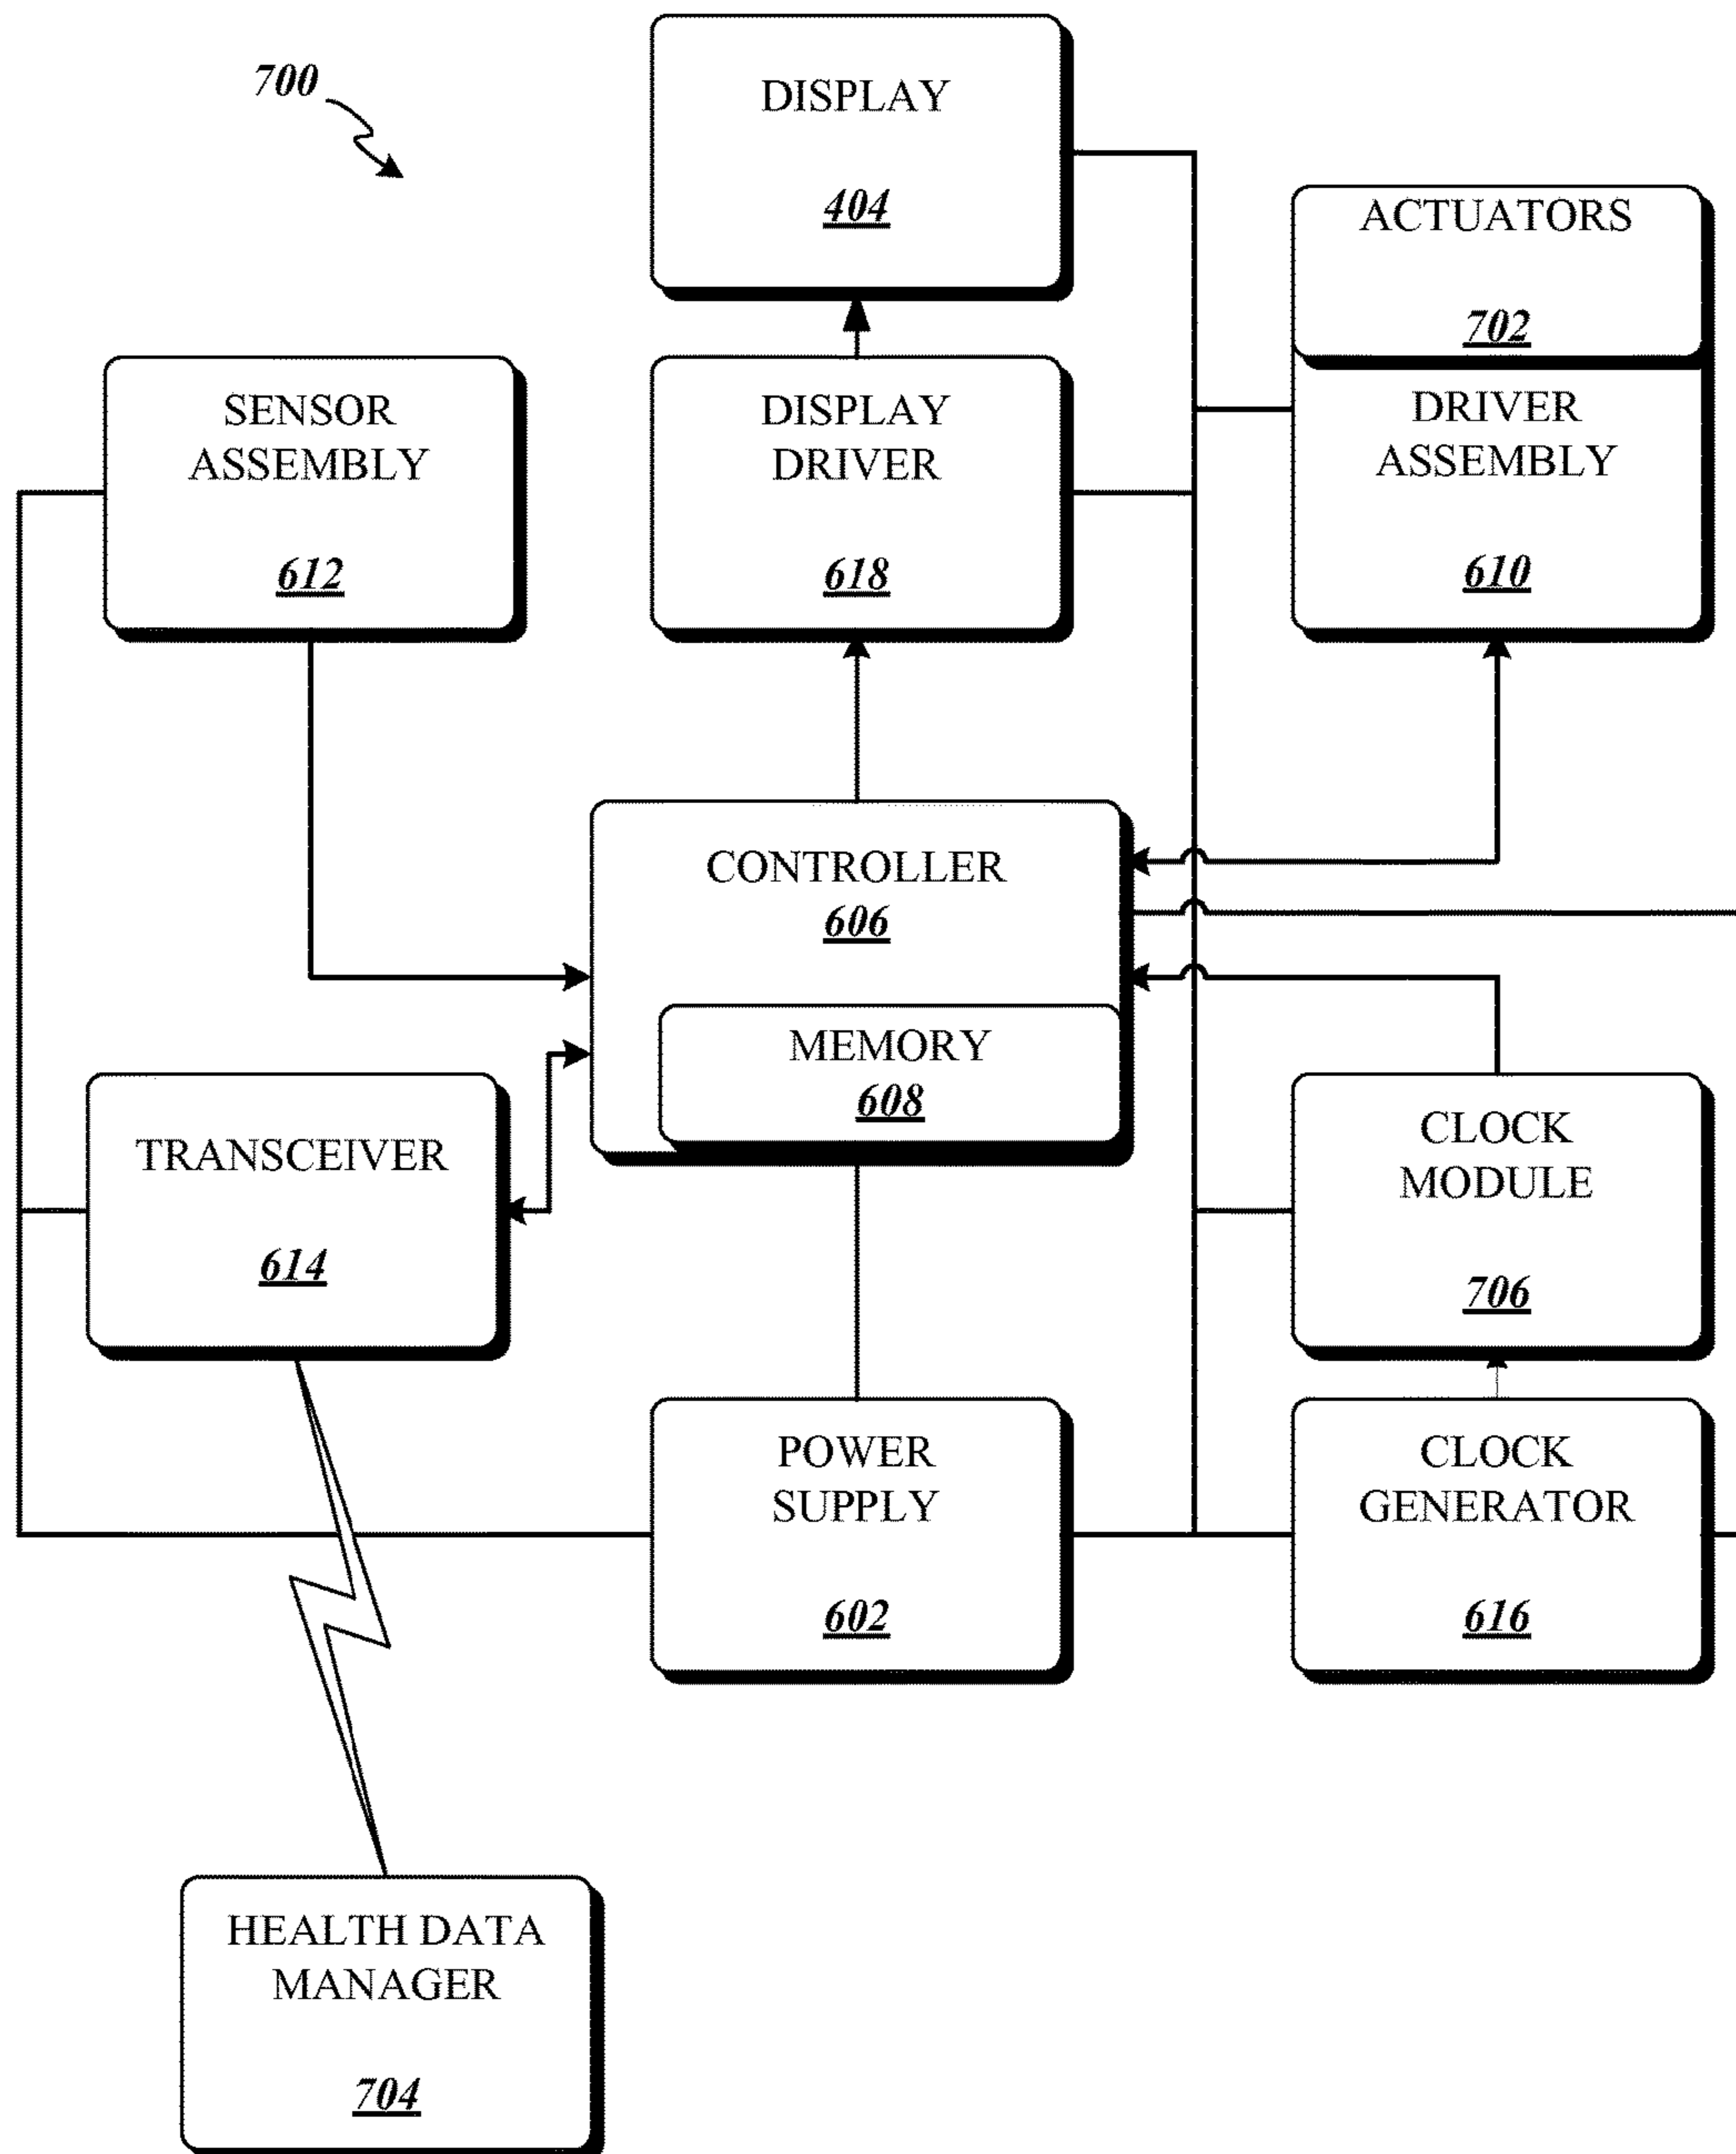 700
DISPLAY
404
ACTUATORS
702
SENSOR
ASSEMBLY
612
DISPLAY
DRIVER
618
DRIVER
ASSEMBLY
610
CONTROLLER
606
MEMORY
608
TRANSCEIVER
614
CLOCK
MODULE
706
POWER
SUPPLY
602
CLOCK
GENERATOR
616
HEALTH DATA
MANAGER
704